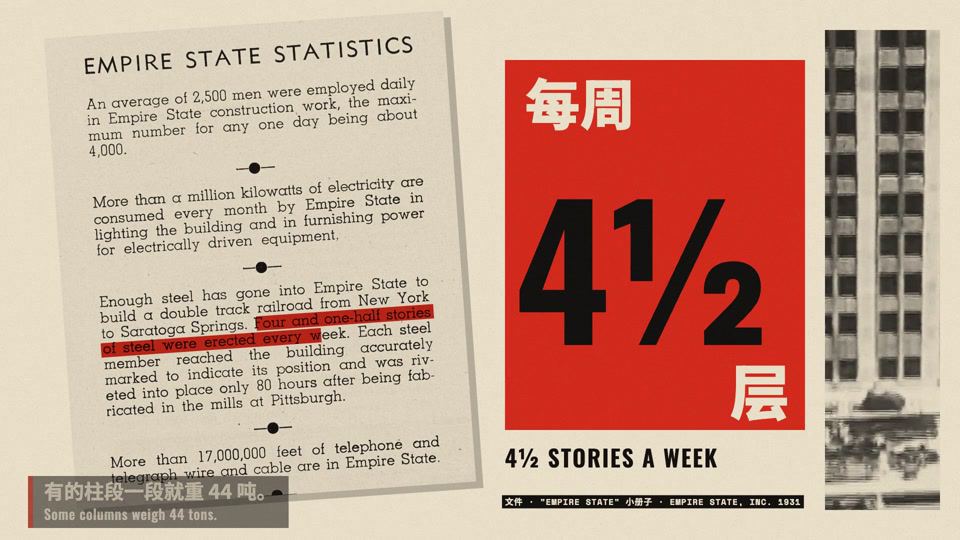 EMPIRE STATE STATISTICS
An average of 2,500 men were employed daily
in Empire State construction work, the maxi-
mum number for any one day being about
4,000.
More than a million kilowatts of electricity are
consumed every month by Empire State in
lighting the building and in furnishing power
for electrically driven equipment.
Enough steel has gone into Empire State to
build a double track railroad from New York
to Saratoga Springs. Four and one-half stories
of steel were erected every week. Each steel
member reached the building accurately
marked to indicate its position and was riv-
eted into place only 80 hours after being fab-
ricated in the mills at Pittsburgh.
More than 17,000,000 feet of telephone and
telegraph wire and cable are in Empire State.
有的柱段一段就重 44 吨。
Some columns weigh 44 tons.
每周
4½
层
4½ STORIES A WEEK
文件 · "EMPIRE STATE" 小册子 · EMPIRE STATE, INC. 1931